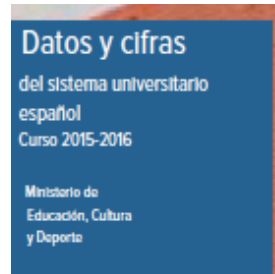 Datos y cifras
del sistema universitario
español
Curso 2015-2016
Ministerio de
Educación, Cultura
y Deporte